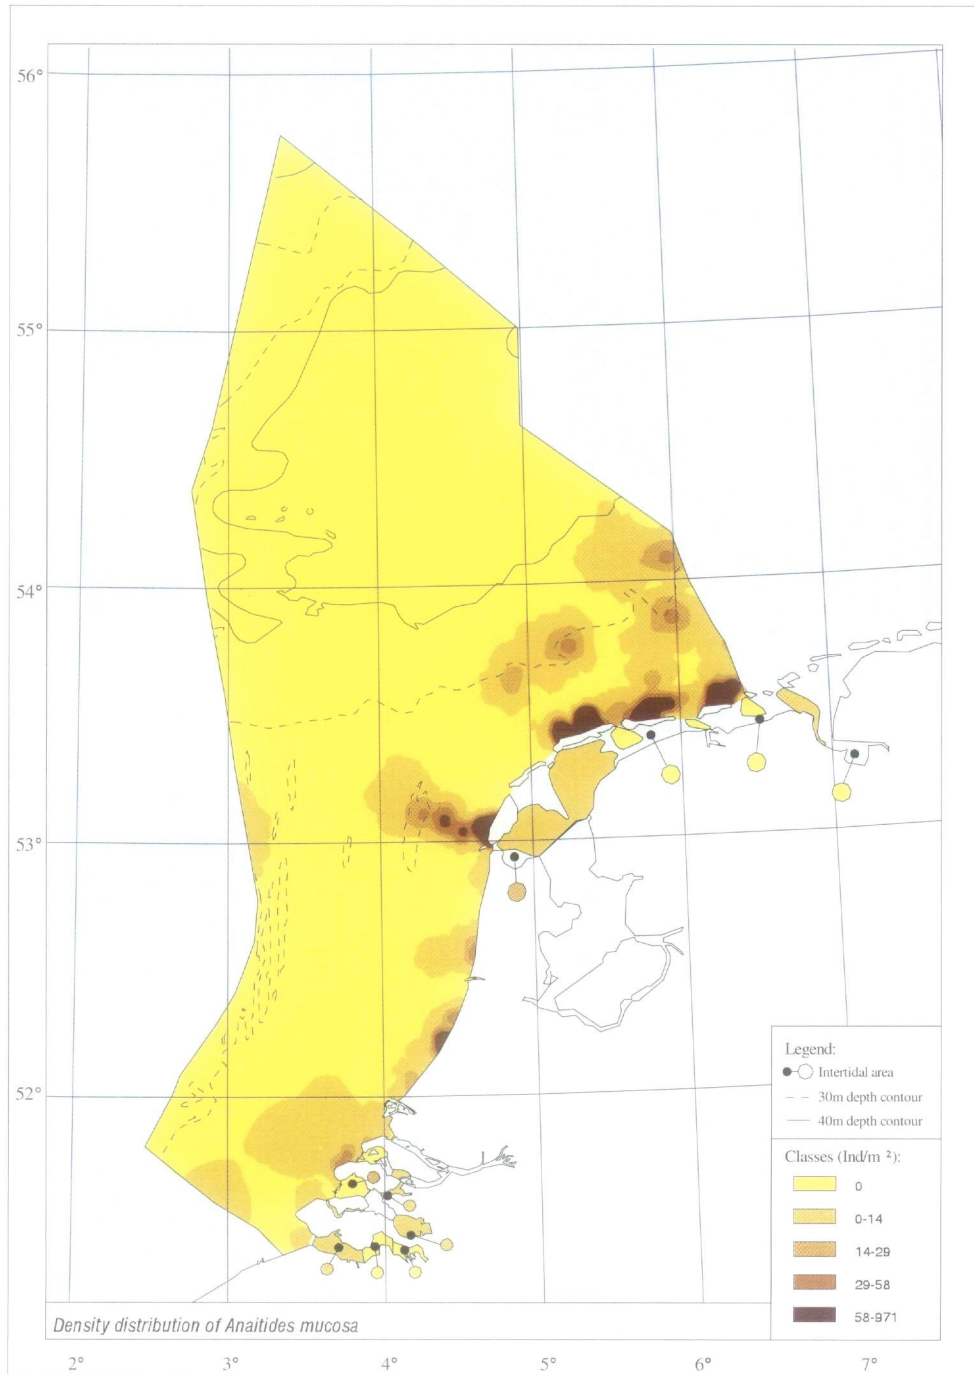 56°
55°
54°
53°
52°
Legend:
Intertidal area
30m depth contour
40m depth contour
Classes (Ind/m ²):
0
0-14
14-29
29-58
58-971
Density distribution of Anaitides mucosa
2°
3°
4°
5°
6°
7°